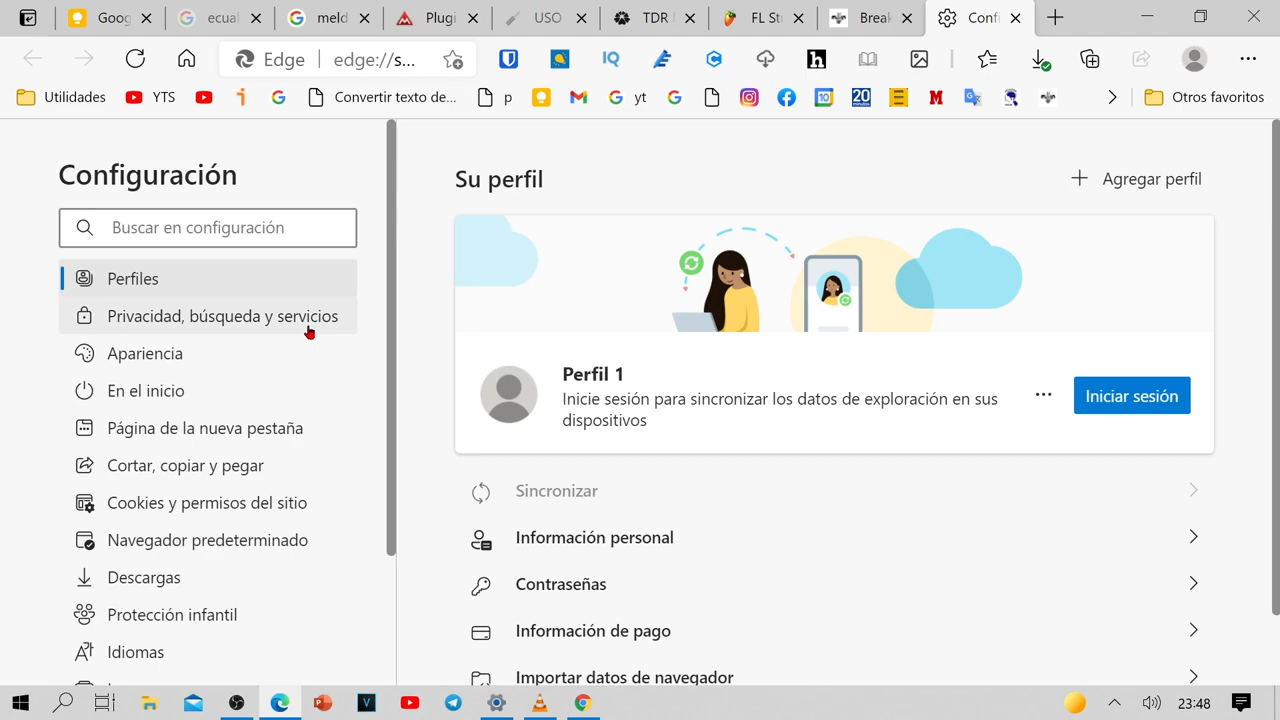 Goog
ecual
meld
Plugi
USO
TDR
FL St
Break
Confi
Edge
edge://s...
Utilidades
YTS
Convertir texto de...
p
yt
Otros favoritos
Configuración
Buscar en configuración
Perfiles
Privacidad, búsqueda y servicios
Apariencia
En el inicio
Página de la nueva pestaña
Cortar, copiar y pegar
Cookies y permisos del sitio
Navegador predeterminado
Descargas
Protección infantil
Idiomas
Su perfil
Agregar perfil
Perfil 1
Inicie sesión para sincronizar los datos de exploración en sus
dispositivos
Iniciar sesión
Sincronizar
Información personal
Contraseñas
Información de pago
Importar datos de navegador
23:48